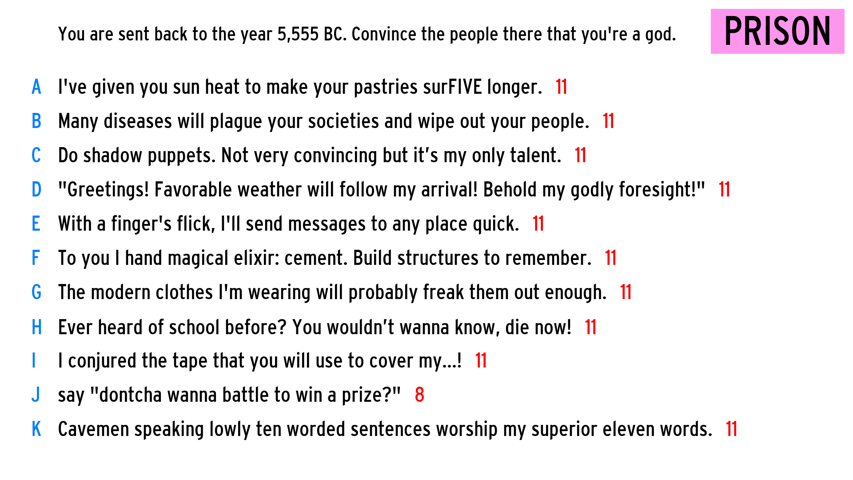 You are sent back to the year 5,555 BC. Convince the people there that you're a god.
PRISON
A I've given you sun heat to make your pastries surFIVE longer. 11
B Many diseases will plague your societies and wipe out your people. 11
C Do shadow puppets. Not very convincing but it’s my only talent. 11
D "Greetings! Favorable weather will follow my arrival! Behold my godly foresight!" 11
E With a finger's flick, I'll send messages to any place quick. 11
F To you I hand magical elixir: cement. Build structures to remember. 11
G The modern clothes I'm wearing will probably freak them out enough. 11
H Ever heard of school before? You wouldn’t wanna know, die now! 11
I I conjured the tape that you will use to cover my...! 11
J say "dontcha wanna battle to win a prize?" 8
K Cavemen speaking lowly ten worded sentences worship my superior eleven words. 11